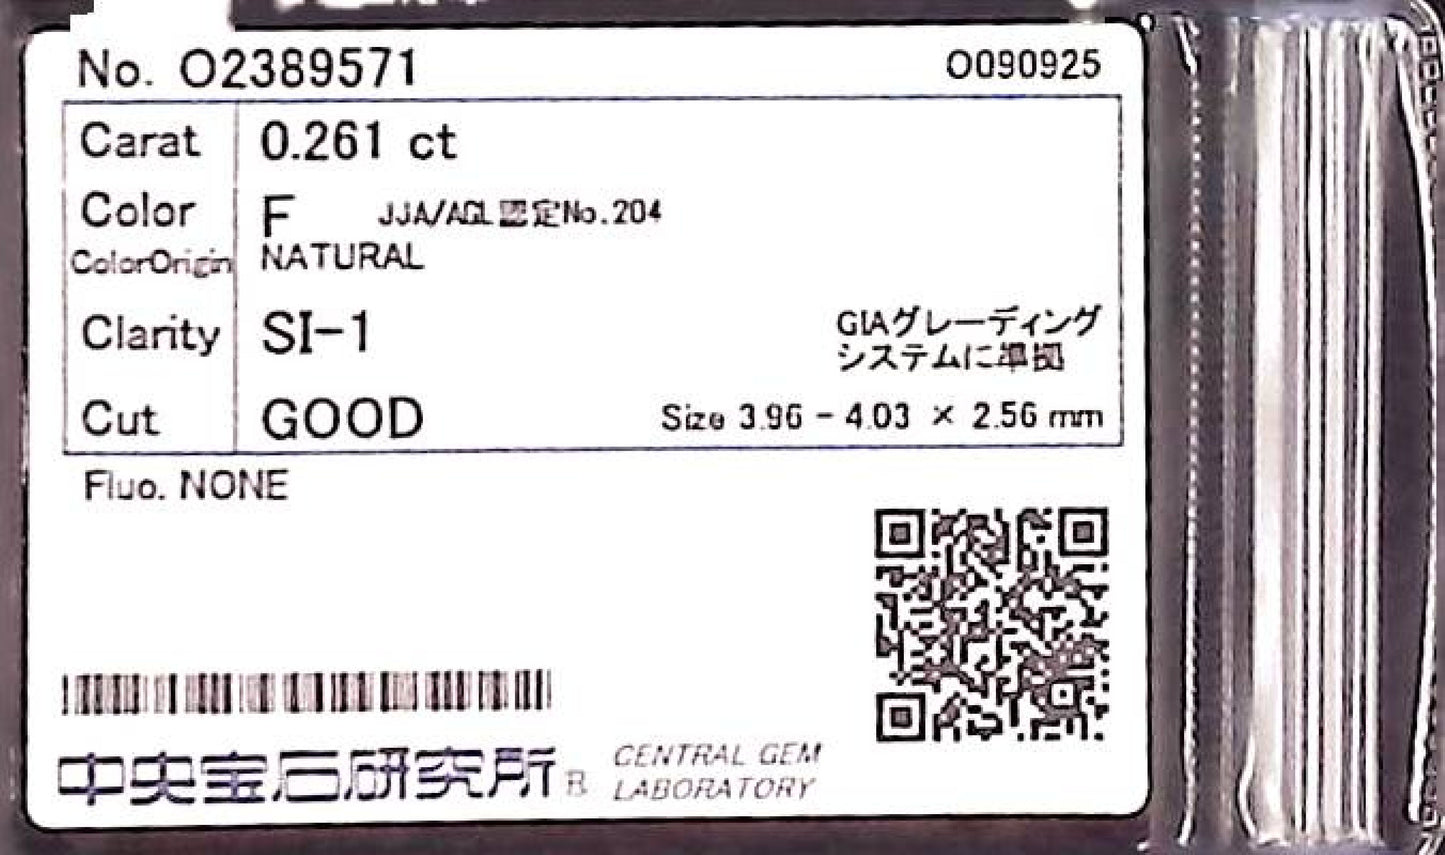 No. O2389571
O090925
Carat 0.261 ct
Color F JJA/AGL認定No.204
ColorOrigin NATURAL
Clarity SI-1
GIAグレーディング
システムに準拠
Cut GOOD Size 3.96 - 4.03 × 2.56 mm
Fluo. NONE
中央宝石研究所 ®
CENTRAL GEM
LABORATORY